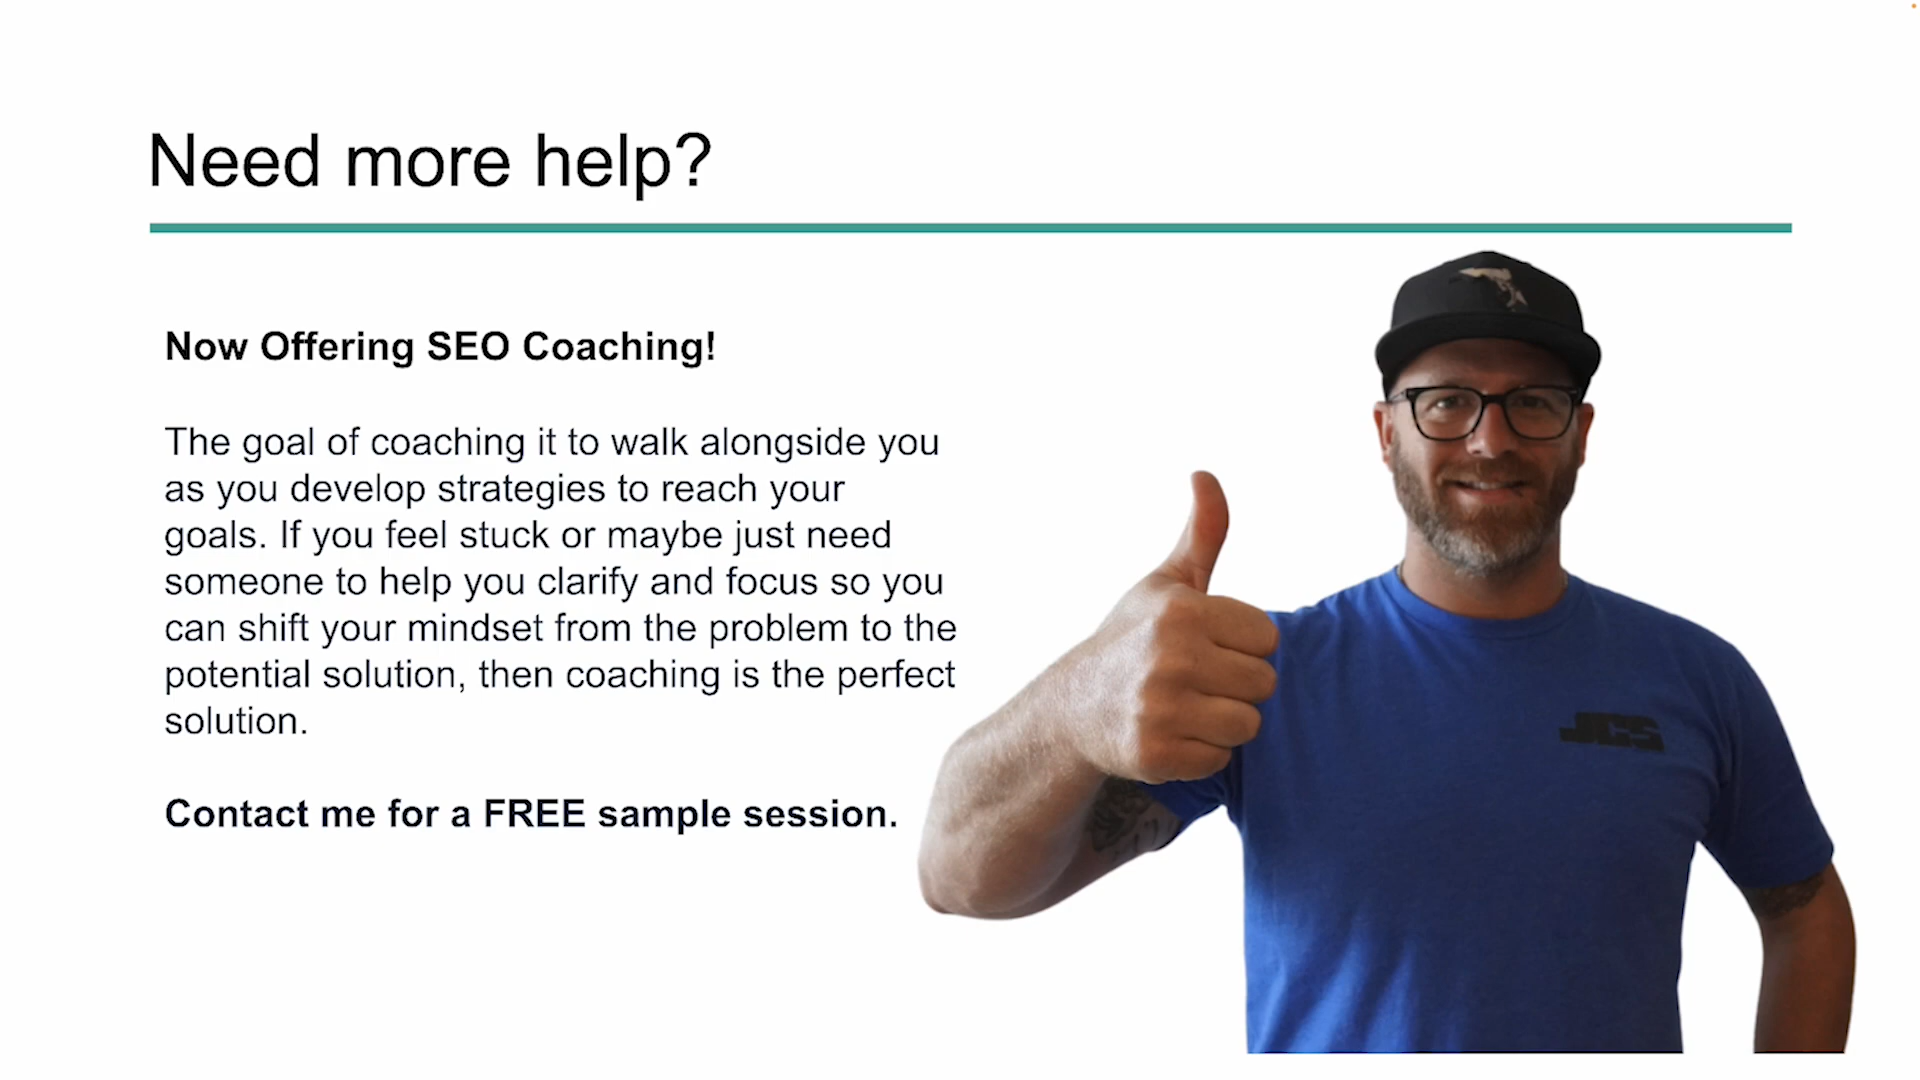 Need more help?
Now Offering SEO Coaching!
The goal of coaching it to walk alongside you
as you develop strategies to reach your
goals. If you feel stuck or maybe just need
someone to help you clarify and focus so you
can shift your mindset from the problem to the
potential solution, then coaching is the perfect
solution.
Contact me for a FREE sample session.
JCS